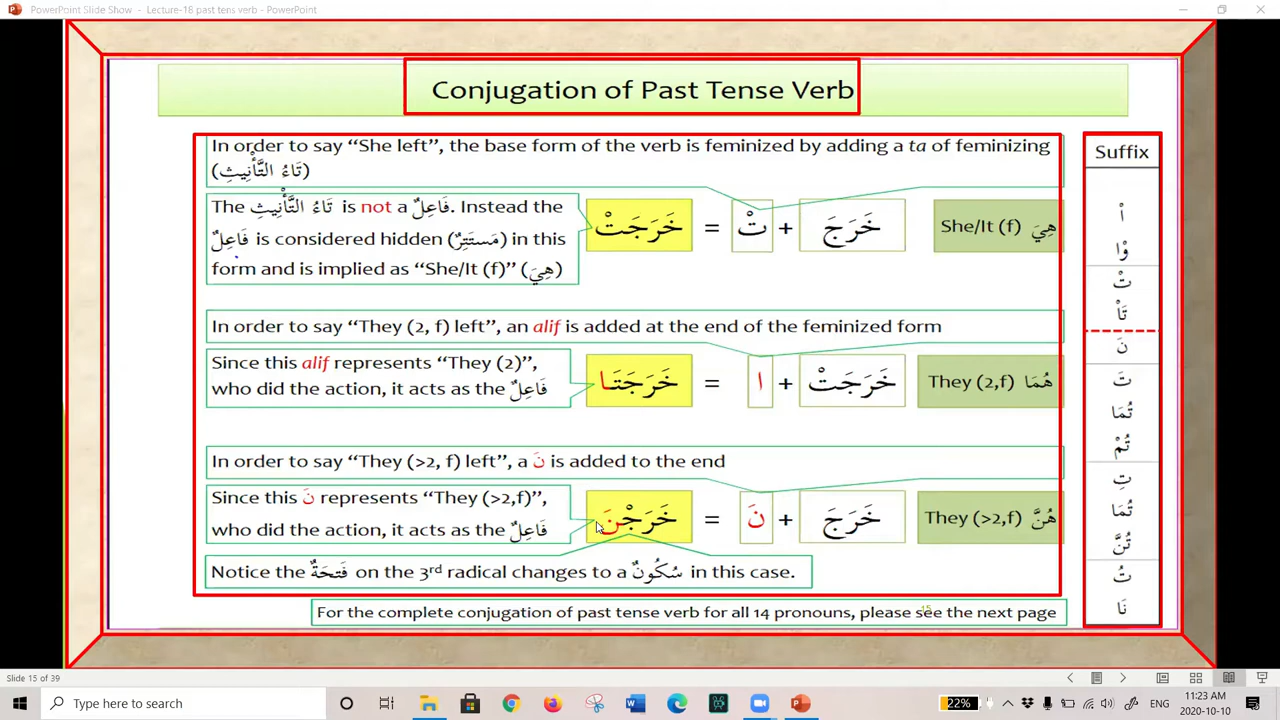 PowerPoint Slide Show - Lecture-18 past tens verb - PowerPoint
Conjugation of Past Tense Verb
In order to say “She left”, the base form of the verb is feminized by adding a ta of feminizing
(تَاءُ التَّأْنِيثِ)
The تَاءُ التَّأْنِيثِ is not a فَاعِلٌ. Instead the
فَاعِلٌ is considered hidden (مَستَتِرٌ) in this
form and is implied as “She/It (f)” (هِيَ)
خَرَجَتْ = تْ + خَرَجَ
She/It (f) هِيَ
In order to say “They (2, f) left”, an alif is added at the end of the feminized form
Since this alif represents “They (2)”,
who did the action, it acts as the فَاعِلٌ
خَرَجَتَا = ا + خَرَجَتْ
They (2,f) هُمَا
In order to say “They (>2, f) left”, a نَ is added to the end
Since this نَ represents “They (>2,f)”,
who did the action, it acts as the فَاعِلٌ
خَرَجْنَ = نَ + خَرَجَ
They (>2,f) هُنَّ
Notice the فَتحَةٌ on the 3rd radical changes to a سُكُونٌ in this case.
For the complete conjugation of past tense verb for all 14 pronouns, please see the next page
15
Suffix
اْ
وْا
تْ
تَاْ
نَ
تَ
تُمَا
تُمْ
تِ
تُمَا
تُنَّ
تُ
نَا
Slide 15 of 39
Type here to search
22%
ENG
11:23 AM
2020-10-10